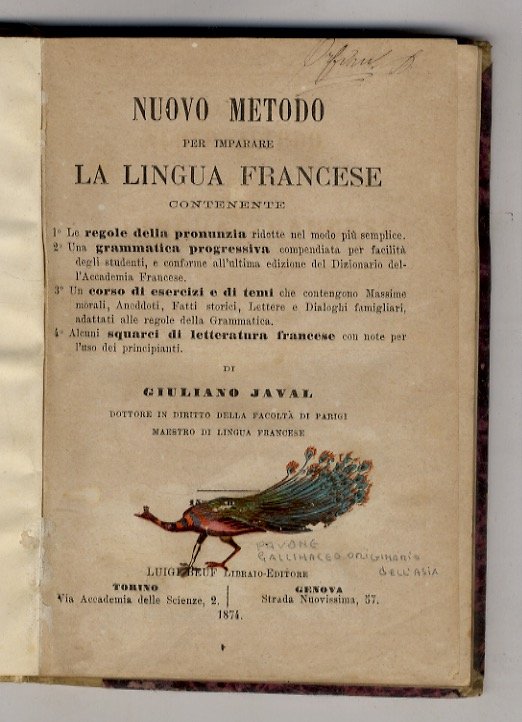 NUOVO METODO
PER IMPARARE
LA LINGUA FRANCESE
CONTENENTE
1° Le regole della pronunzia ridotte nel modo più semplice.
2° Una grammatica progressiva compendiata per facilità
degli studenti, e conforme all'ultima edizione del Dizionario del-
l'Accademia Francese.
3° Un corso di esercizi e di temi che contengono Massime
morali, Aneddoti, Fatti storici, Lettere e Dialoghi famigliari,
adattati alle regole della Grammatica.
4° Alcuni squarci di letteratura francese con note per
l'uso dei principianti.
DI
GIULIANO JAVAL
DOTTORE IN DIRITTO DELLA FACOLTÀ DI PARIGI
MAESTRO DI LINGUA FRANCESE
PAVONE
GALLINACEO ORIGINARIO
DELL'ASIA
LUIGI BEUF LIBRAIO-EDITORE
TORINO
Via Accademia delle Scienze, 2.
GENOVA
Strada Nuovissima, 37.
1874.